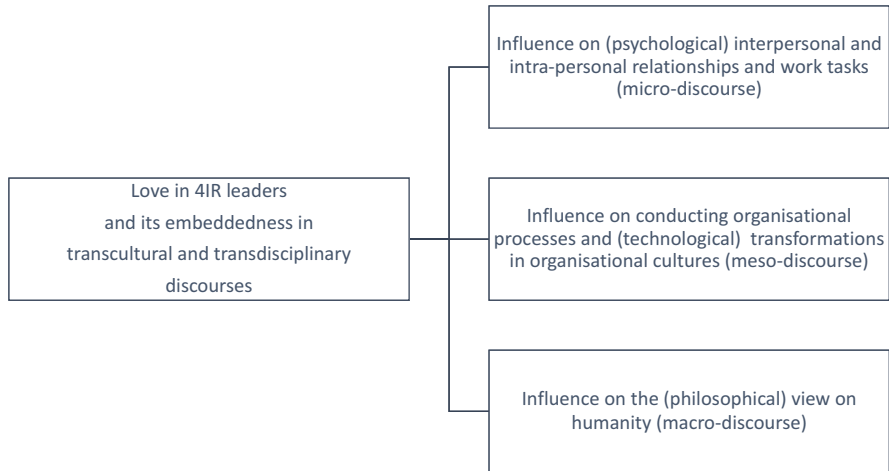 Love in 4IR leaders
and its embeddedness in
transcultural and transdisciplinary
discourses
Influence on (psychological) interpersonal and
intra-personal relationships and work tasks
(micro-discourse)
Influence on conducting organisational
processes and (technological) transformations
in organisational cultures (meso-discourse)
Influence on the (philosophical) view on
humanity (macro-discourse)